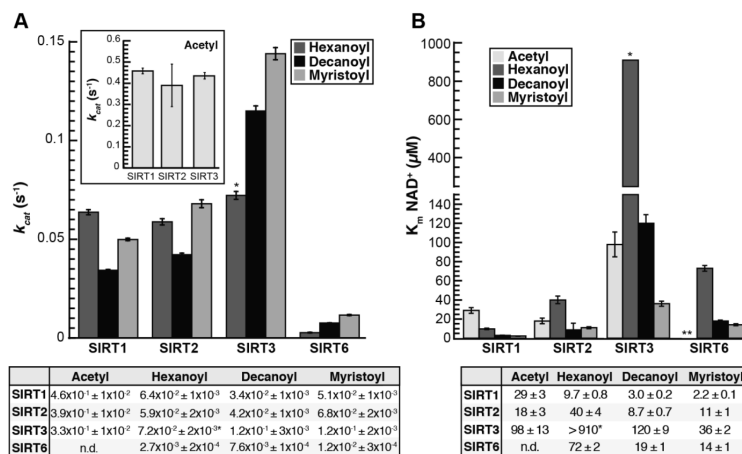 A
B
0.15
0.1
0.05
0
kcat (s-1)
0.6
0.5
0.4
0.3
0.2
0.1
0
kcat (s-1)
Acetyl
SIRT1 SIRT2 SIRT3
Hexanoyl
Decanoyl
Myristoyl
*
SIRT1 SIRT2 SIRT3 SIRT6
Acetyl Hexanoyl Decanoyl Myristoyl
SIRT1 4.6x10-1 ± 1x10-2 6.4x10-2 ± 1x10-3 3.4x10-2 ± 1x10-3 5.1x10-2 ± 1x10-3
SIRT2 3.9x10-1 ± 1x10-2 5.9x10-2 ± 2x10-3 4.2x10-2 ± 1x10-3 6.8x10-2 ± 2x10-3
SIRT3 3.3x10-1 ± 1x10-2 7.2x10-2 ± 2x10-3* 1.2x10-1 ± 3x10-3 1.2x10-1 ± 2x10-3
SIRT6 n.d. 2.7x10-3 ± 2x10-4 7.6x10-3 ± 1x10-4 1.2x10-2 ± 3x10-4
1000
800
600
400
200
140
120
100
80
60
40
20
0
Km NAD+ (µM)
Acetyl
Hexanoyl
Decanoyl
Myristoyl
*
**
SIRT1 SIRT2 SIRT3 SIRT6
Acetyl Hexanoyl Decanoyl Myristoyl
SIRT1 29 ± 3 9.7 ± 0.8 3.0 ± 0.2 2.2 ± 0.1
SIRT2 18 ± 3 40 ± 4 8.7 ± 0.7 11 ± 1
SIRT3 98 ± 13 >910* 120 ± 9 36 ± 2
SIRT6 n.d. 72 ± 2 19 ± 1 14 ± 1